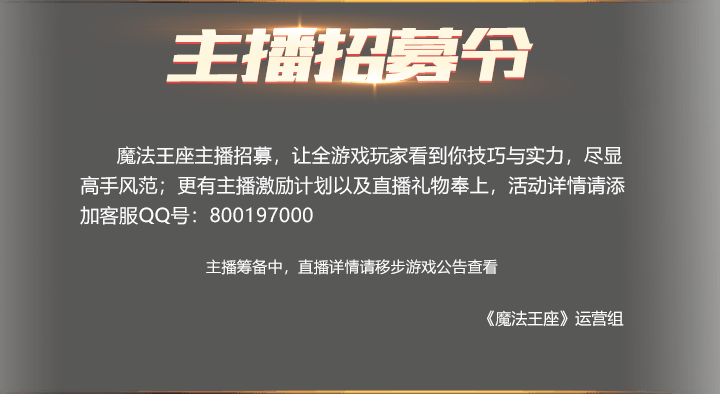 主播招募令
魔法王座主播招募，让全游戏玩家看到你技巧与实力，尽显
高手风范；更有主播激励计划以及直播礼物奉上，活动详情请添
加客服QQ号：800197000
主播筹备中，直播详情请移步游戏公告查看
《魔法王座》运营组